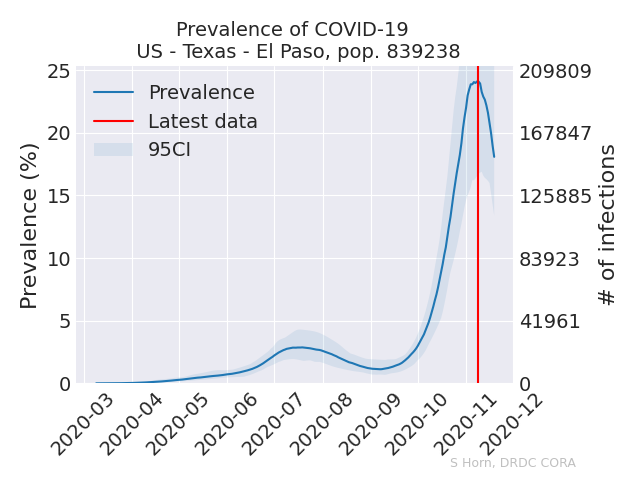 Prevalence of COVID-19
US - Texas - El Paso, pop. 839238
Prevalence
Latest data
95CI
Prevalence (%)
25
20
15
10
5
0
209809
167847
125885
83923
41961
0
# of infections
2020-03
2020-04
2020-05
2020-06
2020-07
2020-08
2020-09
2020-10
2020-11
2020-12
S Horn, DRDC CORA